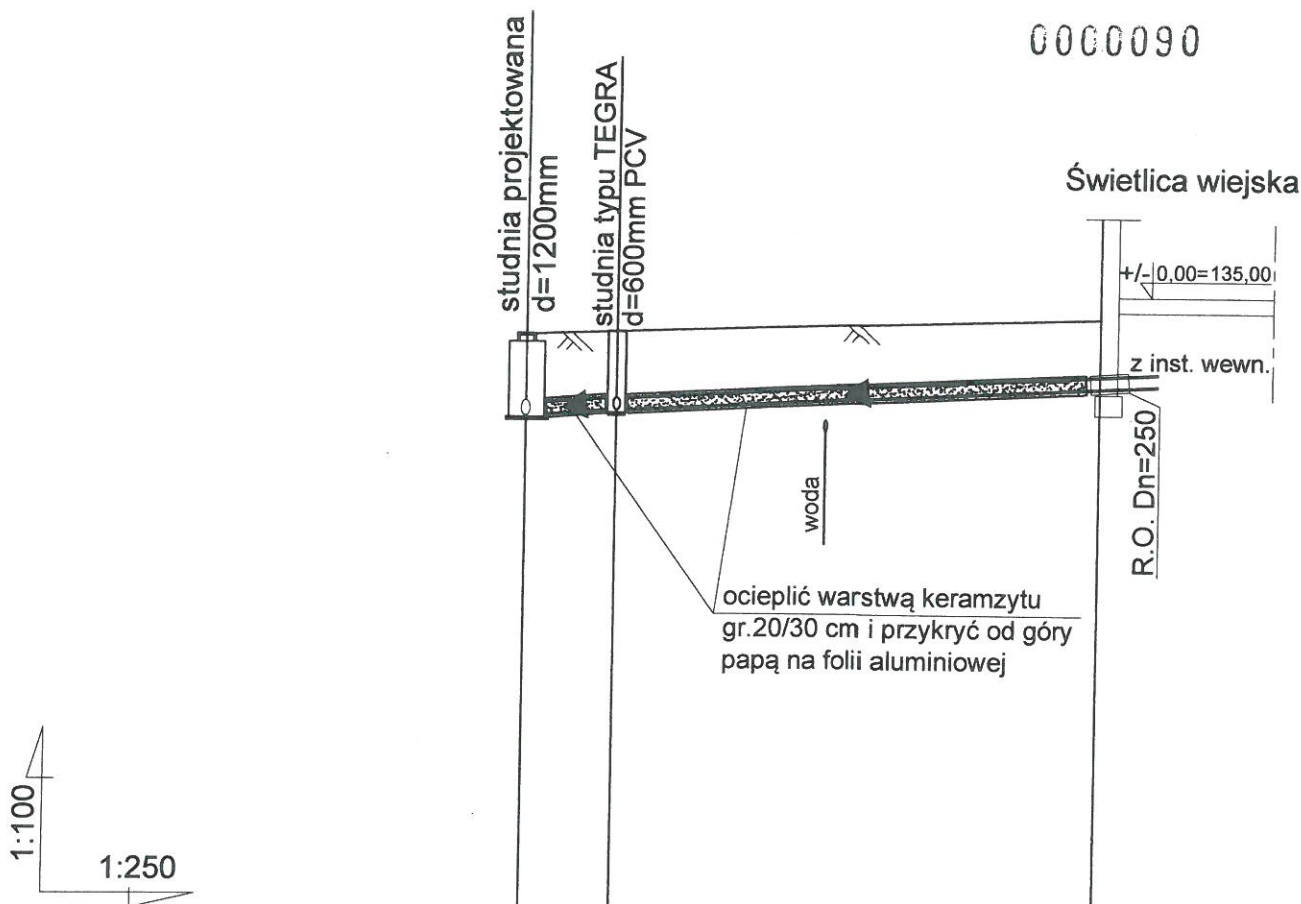 0000090
studnia projektowana
d=1200mm
studnia typu TEGRA
d=600mm PCV
Świetlica wiejska
+/- 0,00=135,00
z inst. wewn.
R.O. Dn=250
woda
ocieplić warstwą keramzytu
gr.20/30 cm i przykryć od góry
papą na folii aluminiowej
1:100
1:250